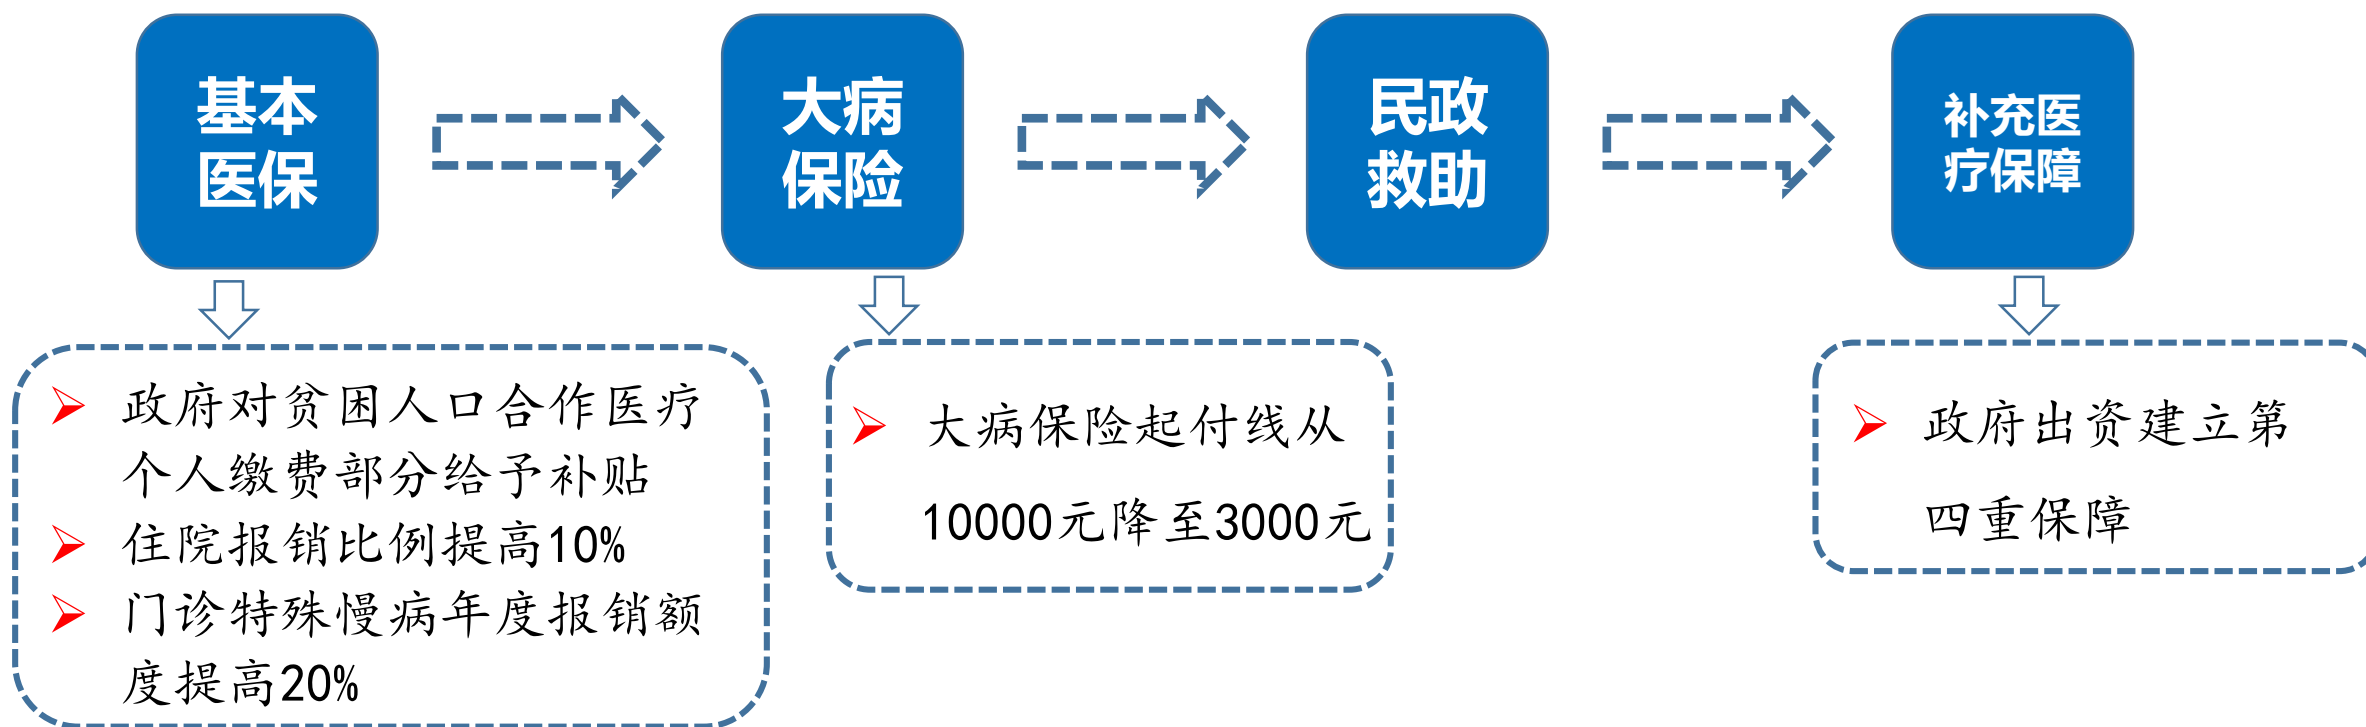 基本
医保
大病
保险
民政
救助
补充医
疗保障
政府对贫困人口合作医疗
个人缴费部分给予补贴
住院报销比例提高10%
门诊特殊慢病年度报销额
度提高20%
大病保险起付线从
10000元降至3000元
政府出资建立第
四重保障